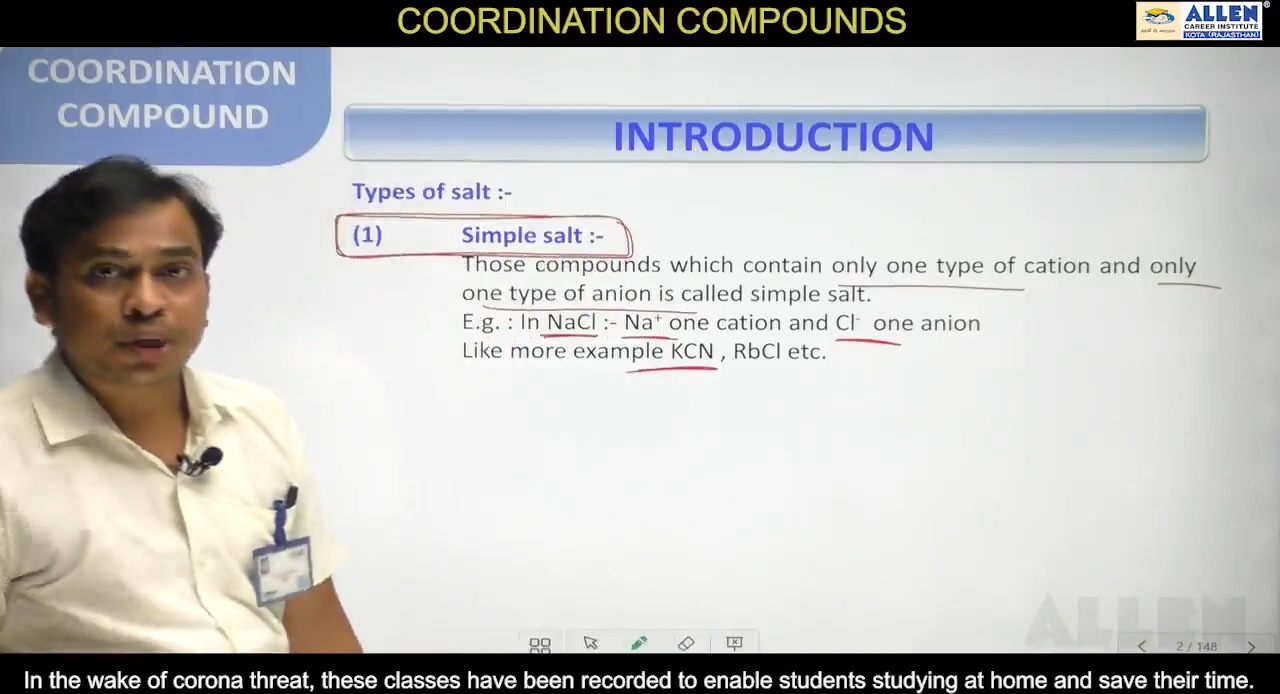 COORDINATION COMPOUNDS
ALLEN
CAREER INSTITUTE
KOTA (RAJASTHAN)
COORDINATION
COMPOUND
INTRODUCTION
Types of salt :-
(1) Simple salt :-
Those compounds which contain only one type of cation and only
one type of anion is called simple salt.
E.g. : In NaCl :- Na⁺ one cation and Cl⁻ one anion
Like more example KCN , RbCl etc.
ALLEN
2 / 148
In the wake of corona threat, these classes have been recorded to enable students studying at home and save their time.